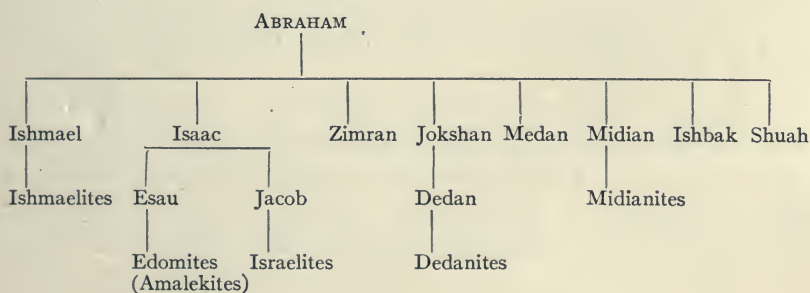 ABRAHAM
Ishmael Isaac Zimran Jokshan Medan Midian Ishbak Shuah
Ishmaelites Esau Jacob Dedan Midianites
Edomites Israelites Dedanites
(Amalekites)